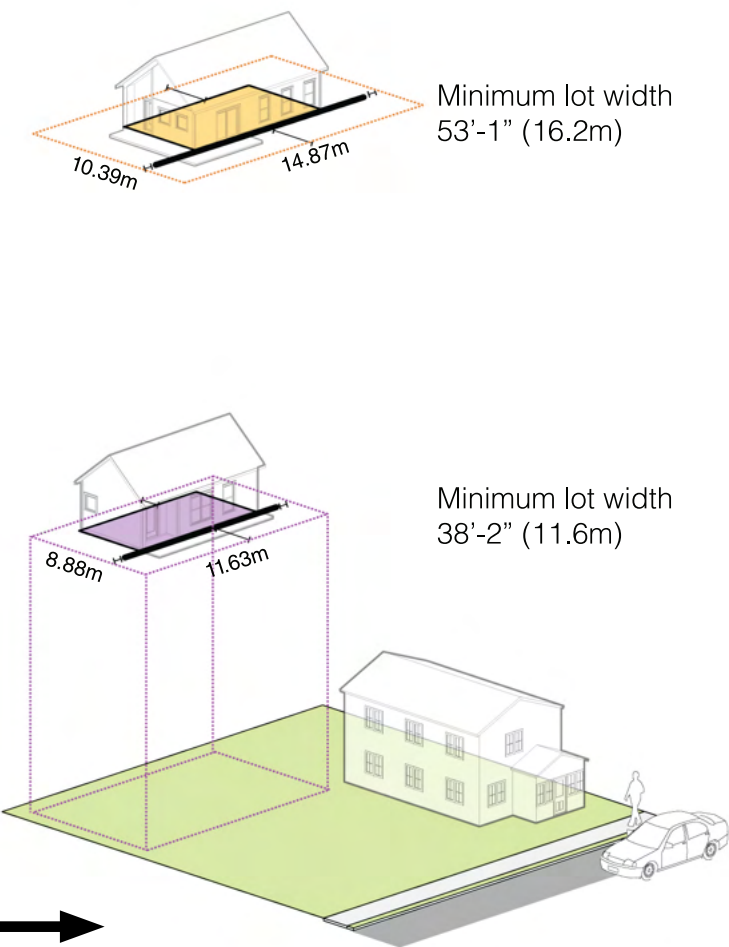 Minimum lot width
53’-1” (16.2m)
10.39m
14.87m
Minimum lot width
38’-2” (11.6m)
8.88m
11.63m